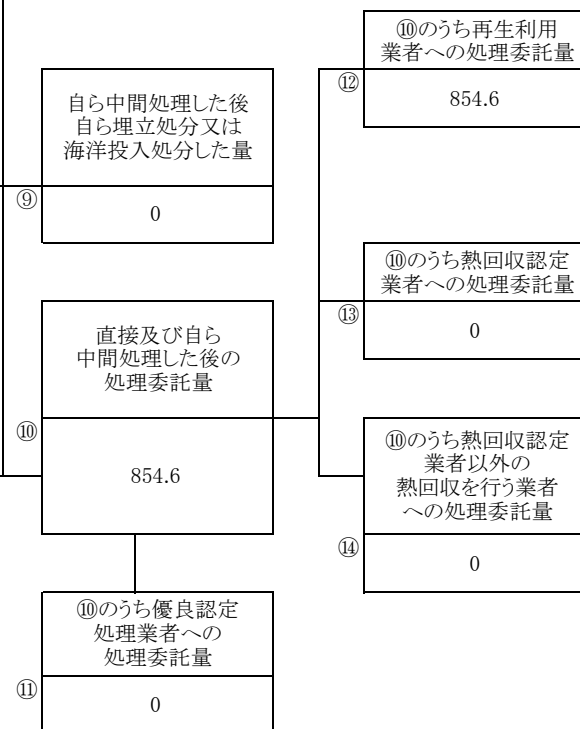 自ら中間処理した後
自ら埋立処分又は
海洋投入処分した量
⑨
0
直接及び自ら
中間処理した後の
処理委託量
⑩
854.6
⑩のうち優良認定
処理業者への
処理委託量
⑪
0
⑩のうち再生利用
業者への処理委託量
⑫
854.6
⑩のうち熱回収認定
業者への処理委託量
⑬
0
⑩のうち熱回収認定
業者以外の
熱回収を行う業者
への処理委託量
⑭
0